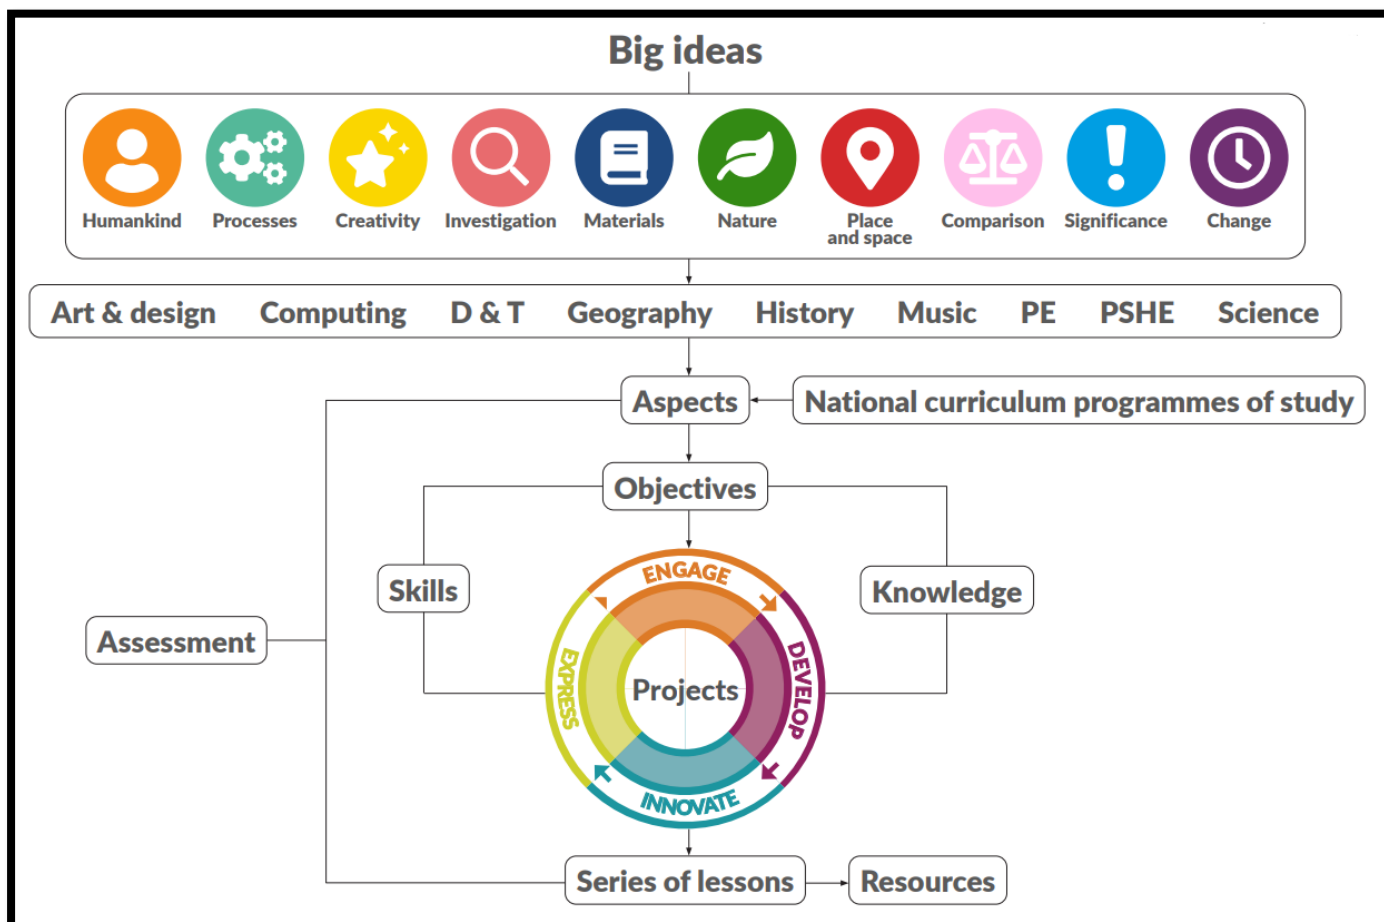 Big ideas
Humankind Processes Creativity Investigation Materials Nature Place and space Comparison Significance Change
Art & design Computing D & T Geography History Music PE PSHE Science
Aspects
National curriculum programmes of study
Objectives
Skills
Knowledge
Assessment
ENGAGE
DEVELOP
INNOVATE
EXPRESS
Projects
Series of lessons
Resources